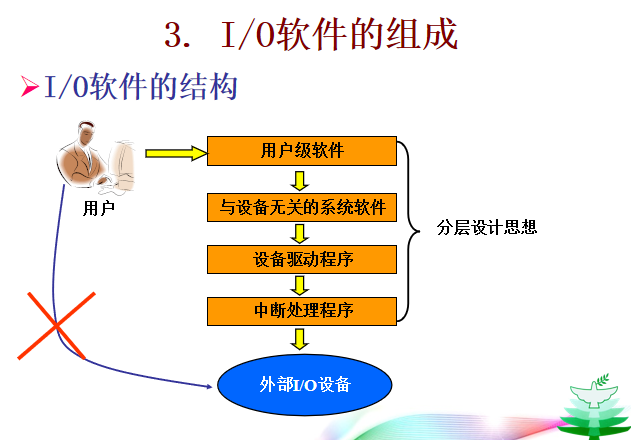 3. I/O软件的组成
I/O软件的结构
用户级软件
用户
与设备无关的系统软件
分层设计思想
设备驱动程序
中断处理程序
外部I/O设备